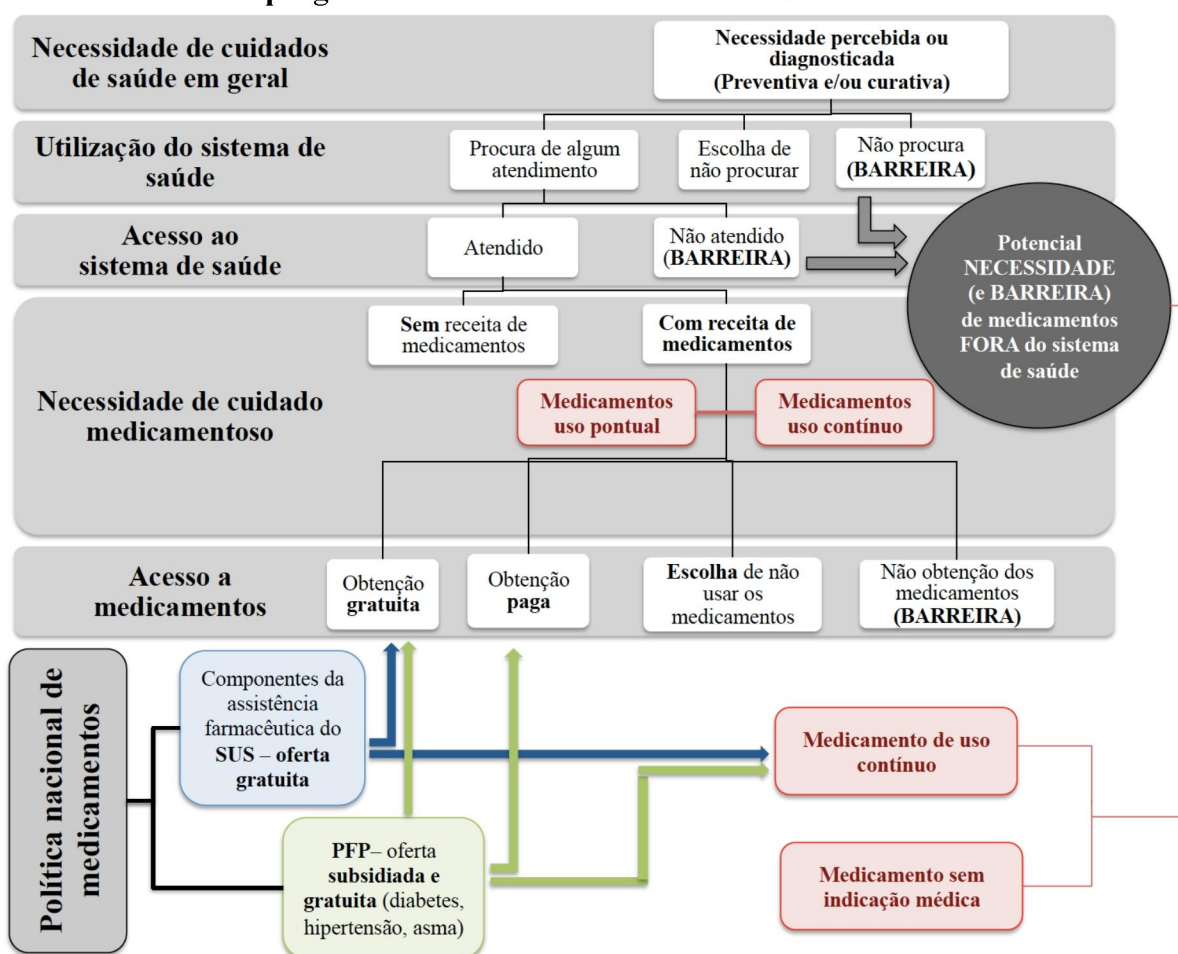 Necessidade de cuidados
de saúde em geral
Necessidade percebida ou
diagnosticada
(Preventiva e/ou curativa)
Utilização do sistema de
saúde
Procura de algum
atendimento
Escolha de
não procurar
Não procura
(BARREIRA)
Acesso ao
sistema de saúde
Atendido
Não atendido
(BARREIRA)
Potencial
NECESSIDADE
(e BARREIRA)
de medicamentos
FORA do sistema
de saúde
Necessidade de cuidado
medicamentoso
Sem receita de
medicamentos
Com receita de
medicamentos
Medicamentos
uso pontual
Medicamentos
uso contínuo
Acesso a
medicamentos
Obtenção
gratuita
Obtenção
paga
Escolha de não
usar os
medicamentos
Não obtenção dos
medicamentos
(BARREIRA)
Política nacional de
medicamentos
Componentes da
assistência
farmacêutica do
SUS – oferta
gratuita
PFP– oferta
subsidiada e
gratuita (diabetes,
hipertensão, asma)
Medicamento de uso
contínuo
Medicamento sem
indicação médica